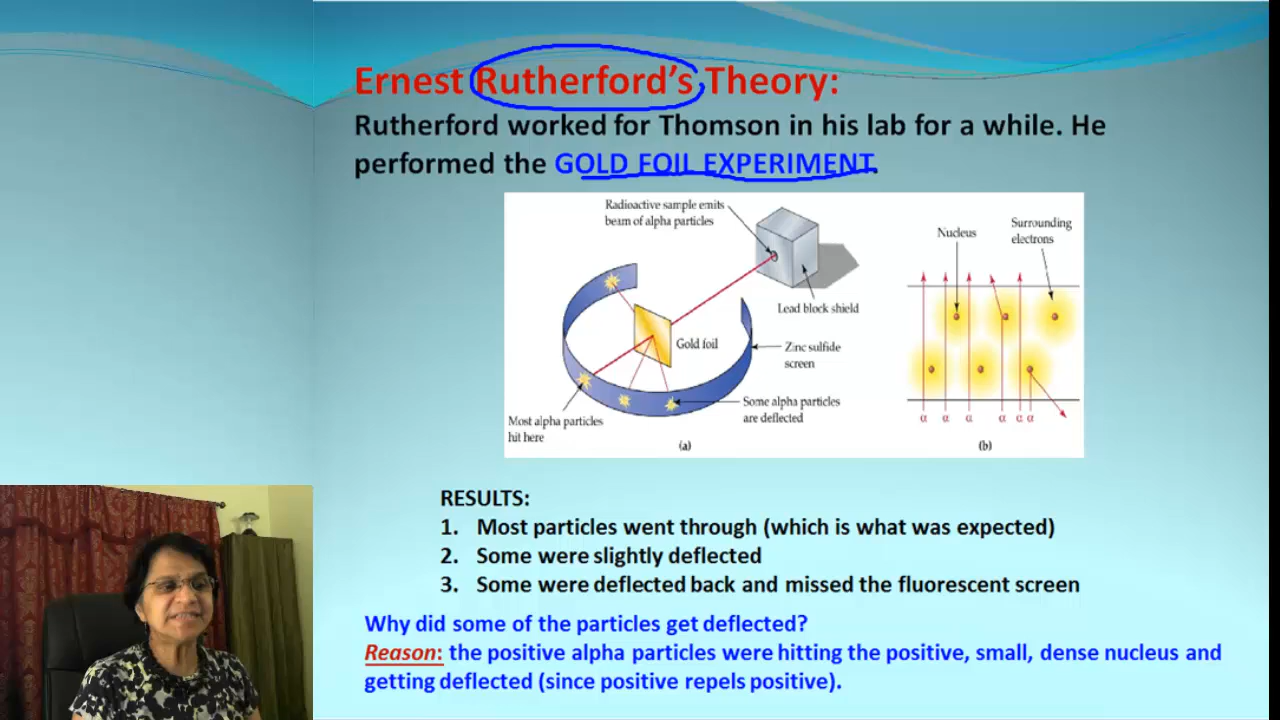 Ernest Rutherford's Theory:
Rutherford worked for Thomson in his lab for a while. He
performed the GOLD FOIL EXPERIMENT.
Radioactive sample emits
beam of alpha particles
Lead block shield
Gold foil
Zinc sulfide
screen
Some alpha particles
are deflected
Most alpha particles
hit here
(a)
Nucleus
Surrounding
electrons
α α α α α α
(b)
RESULTS:
1. Most particles went through (which is what was expected)
2. Some were slightly deflected
3. Some were deflected back and missed the fluorescent screen
Why did some of the particles get deflected?
Reason: the positive alpha particles were hitting the positive, small, dense nucleus and
getting deflected (since positive repels positive).